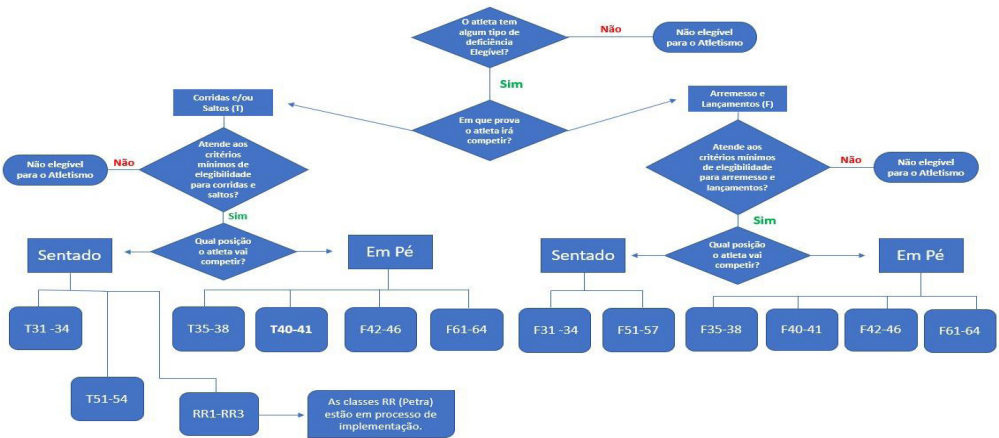 O atleta tem
algum tipo de
deficiência
Elegível?
Não
Não elegível
para o Atletismo
Sim
Em que prova
o atleta irá
competir?
Corridas e/ou
Saltos (T)
Atende aos
critérios
mínimos de
elegibilidade
para corridas e
saltos?
Não
Não elegível
para o Atletismo
Sim
Qual posição
o atleta vai
competir?
Sentado
Em Pé
T31 -34
T51-54
RR1-RR3
As classes RR (Petra)
estão em processo de
implementação.
T35-38
T40-41
F42-46
F61-64
Arremesso e
Lançamentos (F)
Atende aos
critérios mínimos
de elegibilidade
para arremesso e
lançamentos?
Não
Não elegível
para o Atletismo
Sim
Qual posição
o atleta vai
competir?
Sentado
Em Pé
F31 -34
F51-57
F35-38
F40-41
F42-46
F61-64